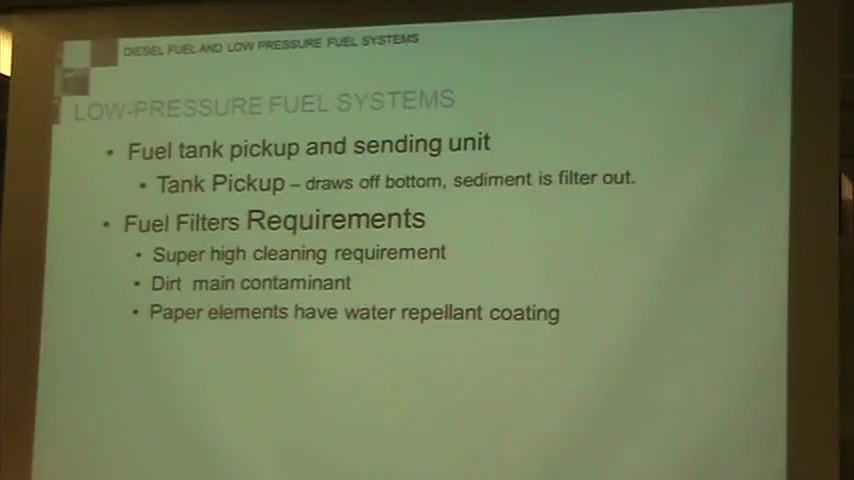 DIESEL FUEL AND LOW PRESSURE FUEL SYSTEMS
LOW-PRESSURE FUEL SYSTEMS
• Fuel tank pickup and sending unit
• Tank Pickup – draws off bottom, sediment is filter out.
• Fuel Filters Requirements
• Super high cleaning requirement
• Dirt main contaminant
• Paper elements have water repellant coating